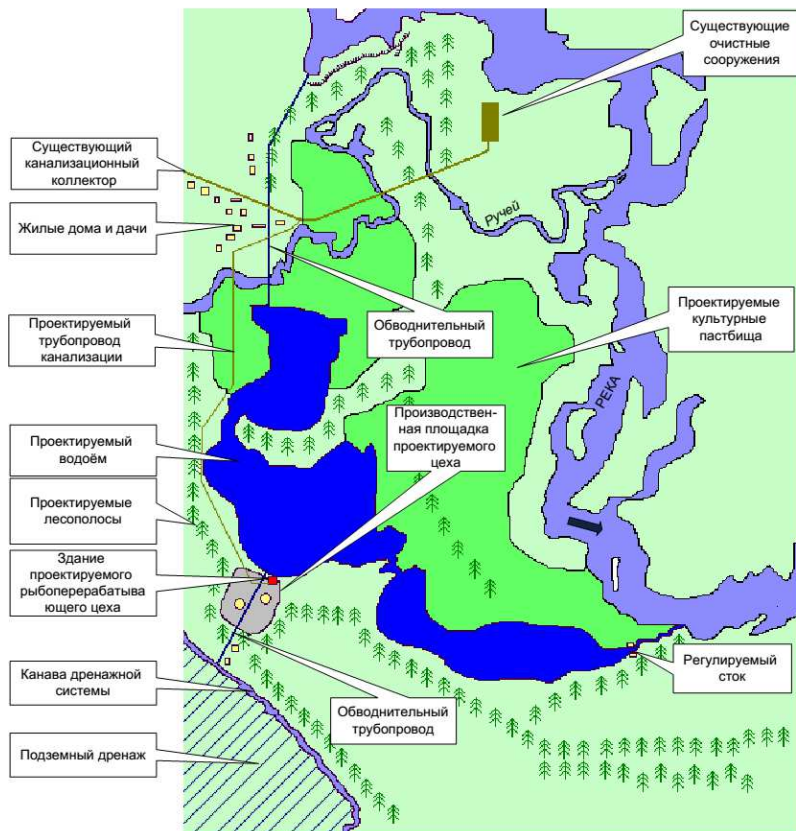 Существующие
очистные
сооружения
Существующий
канализационный
коллектор
Жилые дома и дачи
Ручей
Проектируемый
трубопровод
канализации
Обводнительный
трубопровод
Проектируемые
культурные
пастбища
РЕКА
Производствен-
ная площадка
проектируемого
цеха
Проектируемый
водоём
Проектируемые
лесополосы
Здание
проектируемого
рыбоперерабатыва
ющего цеха
Канава дренажной
системы
Обводнительный
трубопровод
Регулируемый
сток
Подземный дренаж